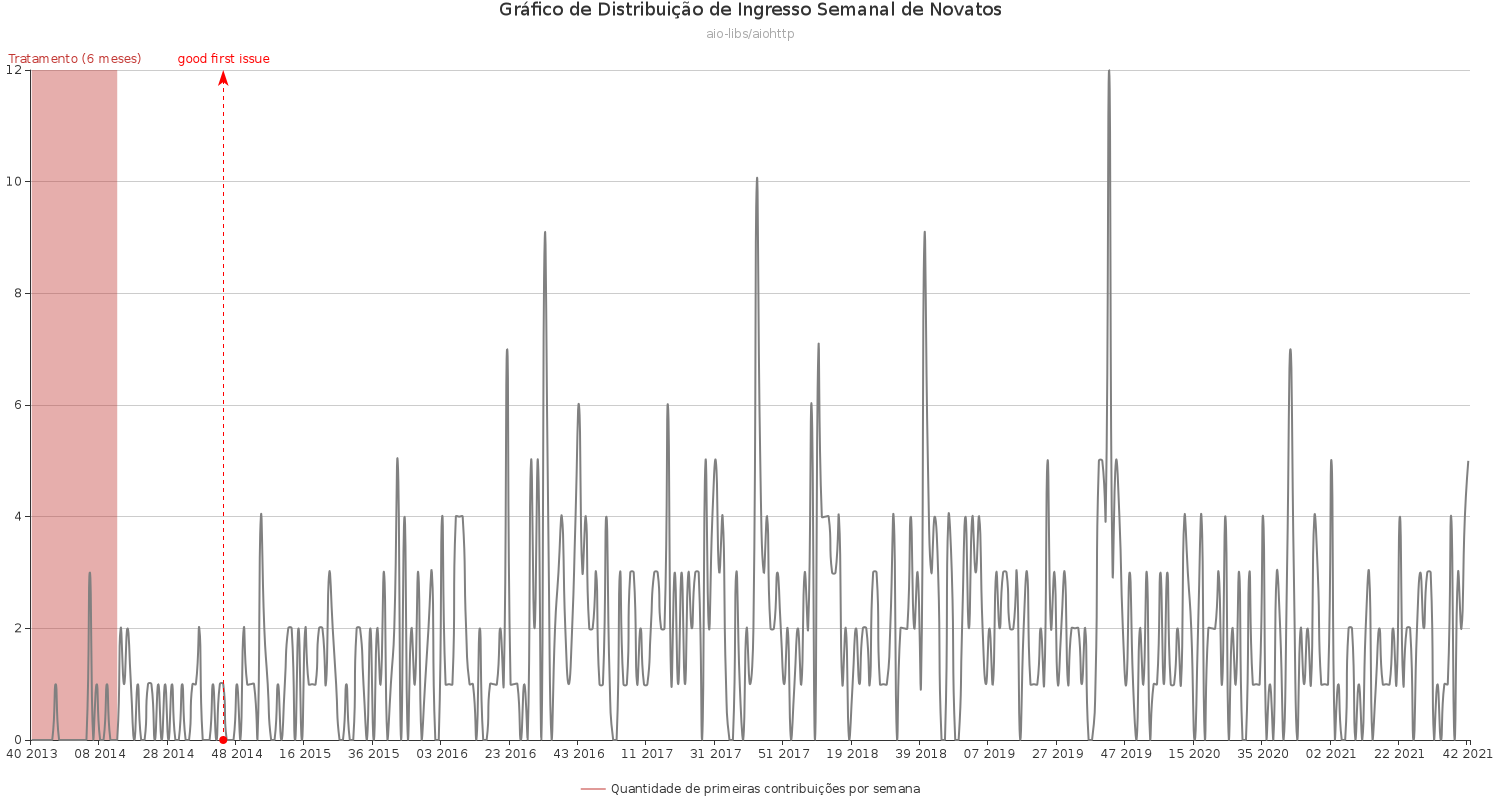 Gráfico de Distribuição de Ingresso Semanal de Novatos
aio-libs/aiohttp
Tratamento (6 meses) good first issue
12
10
8
6
4
2
0
40 2013 08 2014 28 2014 48 2014 16 2015 36 2015 03 2016 23 2016 43 2016 11 2017 31 2017 51 2017 19 2018 39 2018 07 2019 27 2019 47 2019 15 2020 35 2020 02 2021 22 2021 42 2021
Quantidade de primeiras contribuições por semana